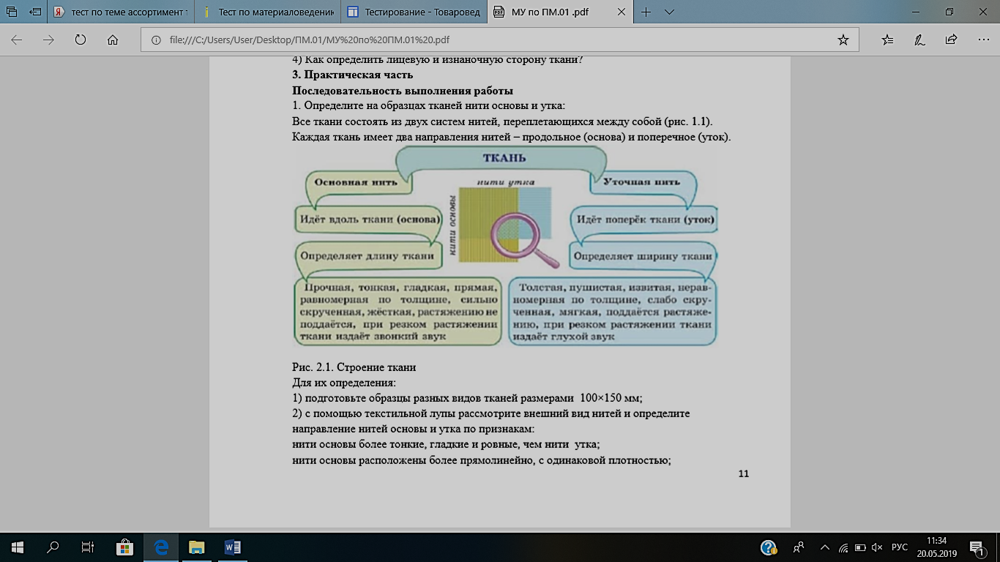 тест по теме ассортимент т
Тест по материаловедению
Тестирование - Товаровед
МУ по ПМ.01 .pdf
file:///C:/Users/User/Desktop/ПМ.01/МУ%20по%20ПМ.01%20.pdf
4) Как определить лицевую и изнаночную сторону ткани?
3. Практическая часть
Последовательность выполнения работы
1. Определите на образцах тканей нити основы и утка:
Все ткани состоять из двух систем нитей, переплетающихся между собой (рис. 1.1).
Каждая ткань имеет два направления нитей – продольное (основа) и поперечное (уток).
ТКАНЬ
Основная нить
нити утка
Уточная нить
нити основы
Идёт вдоль ткани (основа)
Идёт поперёк ткани (уток)
Определяет длину ткани
Определяет ширину ткани
Прочная, тонкая, гладкая, прямая,
равномерная по толщине, сильно
скрученная, жёсткая, растяжению не
поддаётся, при резком растяжении
ткани издаёт звонкий звук
Толстая, пушистая, извитая, нерав-
номерная по толщине, слабо скру-
ченная, мягкая, поддаётся растяже-
нию, при резком растяжении ткани
издаёт глухой звук
Рис. 2.1. Строение ткани
Для их определения:
1) подготовьте образцы разных видов тканей размерами 100×150 мм;
2) с помощью текстильной лупы рассмотрите внешний вид нитей и определите
направление нитей основы и утка по признакам:
нити основы более тонкие, гладкие и ровные, чем нити утка;
нити основы расположены более прямолинейно, с одинаковой плотностью;
11
РУС
11:34
20.05.2019
1